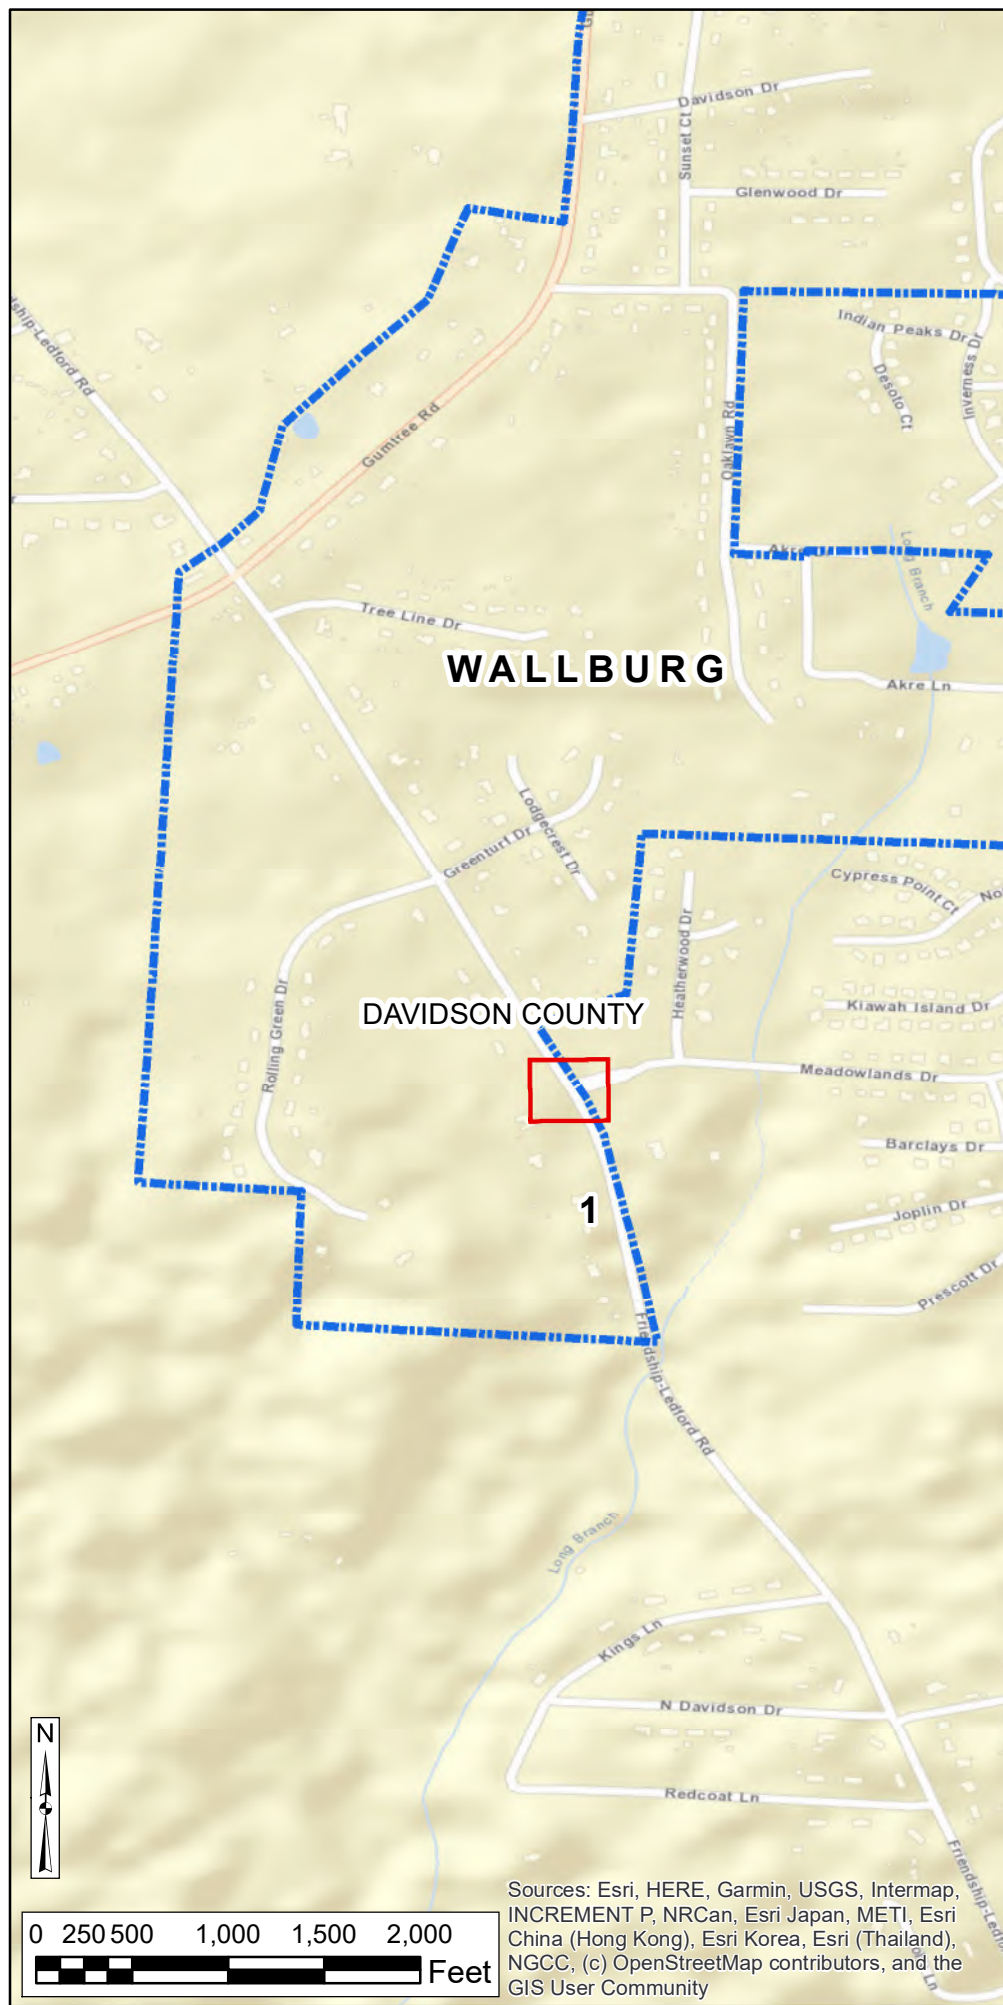 Davidson Dr
Sunset Ct
Glenwood Dr
Indian Peaks Dr
Desoto Ct
Inverness Dr
Friendship-Ledford Rd
Gumtree Rd
Oaklawn Rd
Long Branch
Tree Line Dr
WALLBURG
Akre Ln
Lodgecrest Dr
Greenturf Dr
Cypress Point Ct
Heatherwood Dr
Rolling Green Dr
DAVIDSON COUNTY
Kiawah Island Dr
Meadowlands Dr
Barclays Dr
1
Joplin Dr
Prescott Dr
Friendship-Ledford Rd
Long Branch
Kings Ln
N Davidson Dr
Redcoat Ln
N
0 250 500 1,000 1,500 2,000
Feet
Sources: Esri, HERE, Garmin, USGS, Intermap,
INCREMENT P, NRCan, Esri Japan, METI, Esri
China (Hong Kong), Esri Korea, Esri (Thailand),
NGCC, (c) OpenStreetMap contributors, and the
GIS User Community